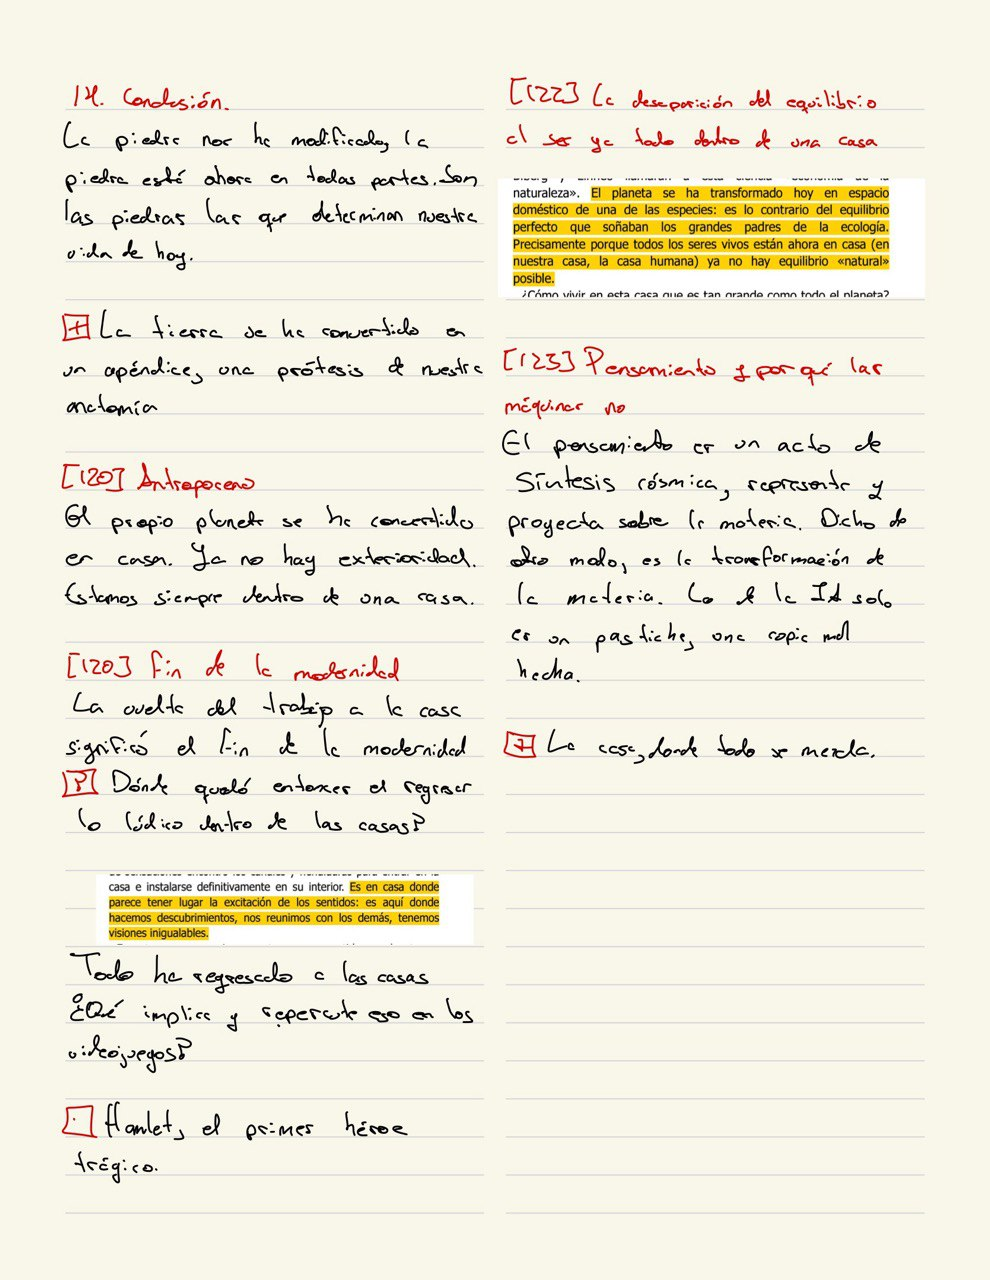 14. Conclusión.
La piedra nos ha modificado, la
piedra está ahora en todas partes. Son
las piedras las que determinan nuestra
vida de hoy.
[+] La tierra se ha convertido en
un apéndice, una prótesis de nuestra
anatomía
[120] Antropoceno
El propio planeta se ha convertido
en casa. Ya no hay exterioridad.
Estamos siempre dentro de una casa.
[120] Fin de la modernidad
La vuelta del trabajo a la casa
significó el fin de la modernidad
[?] Dónde quedó entonces el regresar
lo lúdico dentro de las casas?
casa e instalarse definitivamente en su interior. Es en casa donde
parece tener lugar la excitación de los sentidos: es aquí donde
hacemos descubrimientos, nos reunimos con los demás, tenemos
visiones inigualables.
Todo ha regresado a las casas
¿Qué implica y repercute eso en los
videojuegos?
[·] Hamlet, el primer héroe
trágico.
[122] La desaparición del equilibrio
al ser ya todo dentro de una casa
naturaleza». El planeta se ha transformado hoy en espacio
doméstico de una de las especies: es lo contrario del equilibrio
perfecto que soñaban los grandes padres de la ecología.
Precisamente porque todos los seres vivos están ahora en casa (en
nuestra casa, la casa humana) ya no hay equilibrio «natural»
posible.
¿Cómo vivir en esta casa que es tan grande como todo el planeta?
[123] Pensamiento y por qué las
máquinas no
El pensamiento es un acto de
síntesis cósmica, representa y
proyecta sobre la materia. Dicho de
otro modo, es la transformación de
la materia. Lo de la IA solo
es un pastiche, una copia mal
hecha.
[+] La casa, donde todo se mezcla.